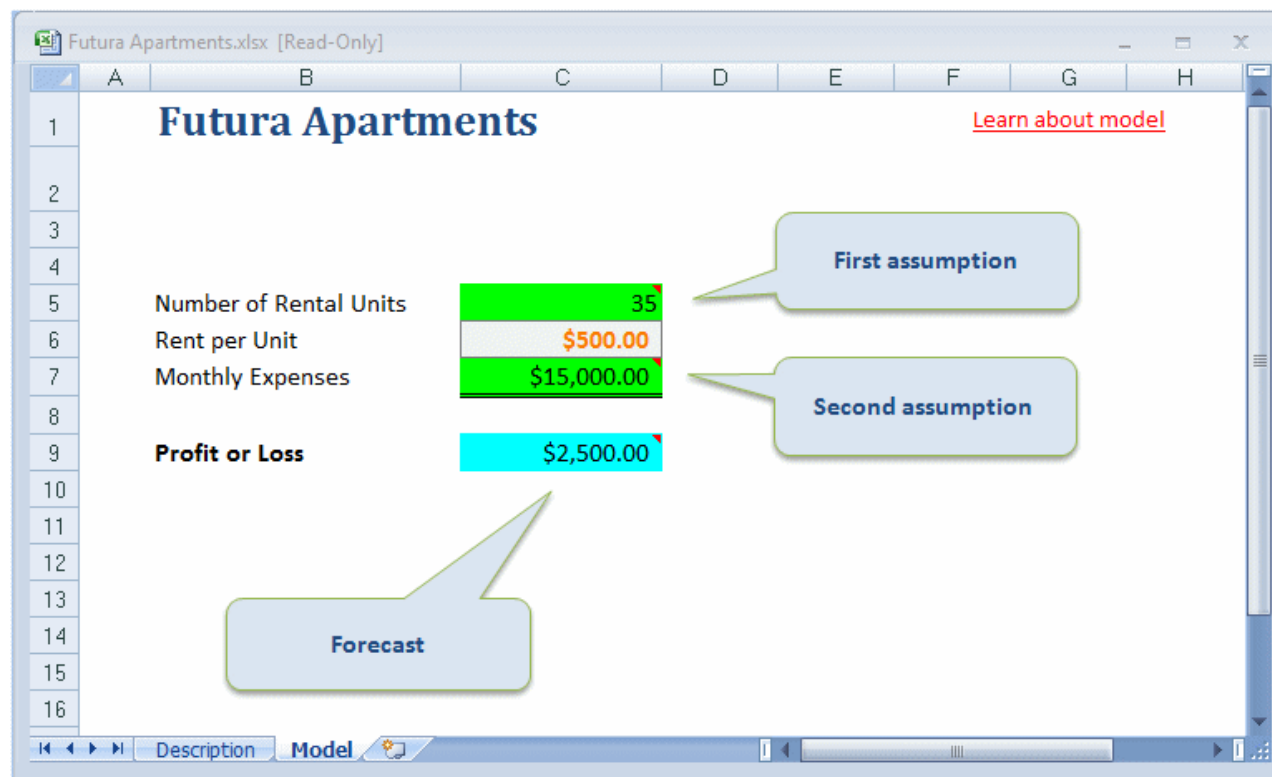 Futura Apartments.xlsx [Read-Only]
A B C D E F G H
1 Futura Apartments Learn about model
2
3
4 First assumption
5 Number of Rental Units 35
6 Rent per Unit $500.00
7 Monthly Expenses $15,000.00
8 Second assumption
9 Profit or Loss $2,500.00
10
11
12
13
14 Forecast
15
16
Description Model